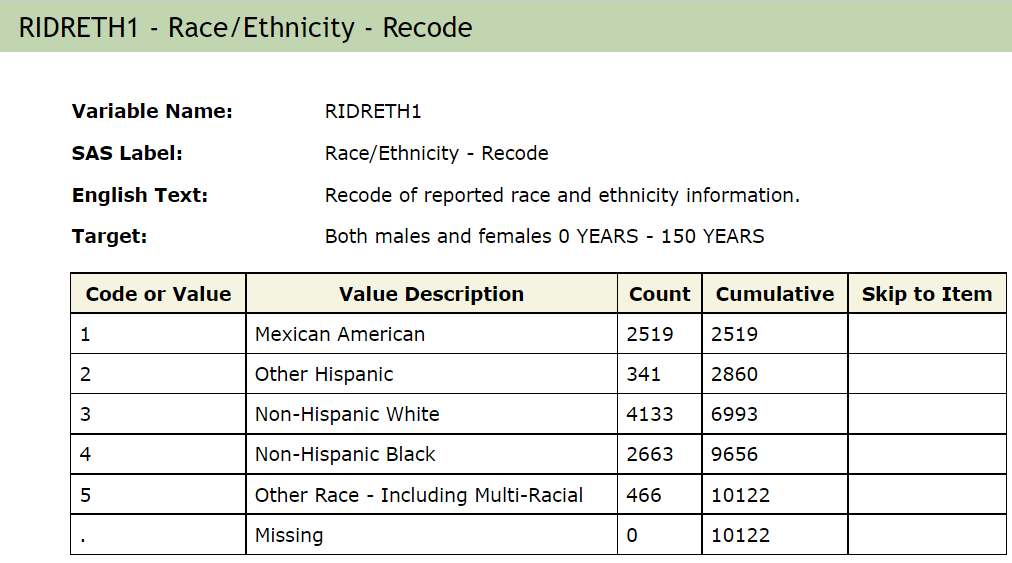 RIDRETH1 - Race/Ethnicity - Recode
Variable Name: RIDRETH1
SAS Label: Race/Ethnicity - Recode
English Text: Recode of reported race and ethnicity information.
Target: Both males and females 0 YEARS - 150 YEARS
Code or Value Value Description Count Cumulative Skip to Item
1 Mexican American 2519 2519
2 Other Hispanic 341 2860
3 Non-Hispanic White 4133 6993
4 Non-Hispanic Black 2663 9656
5 Other Race - Including Multi-Racial 466 10122
. Missing 0 10122